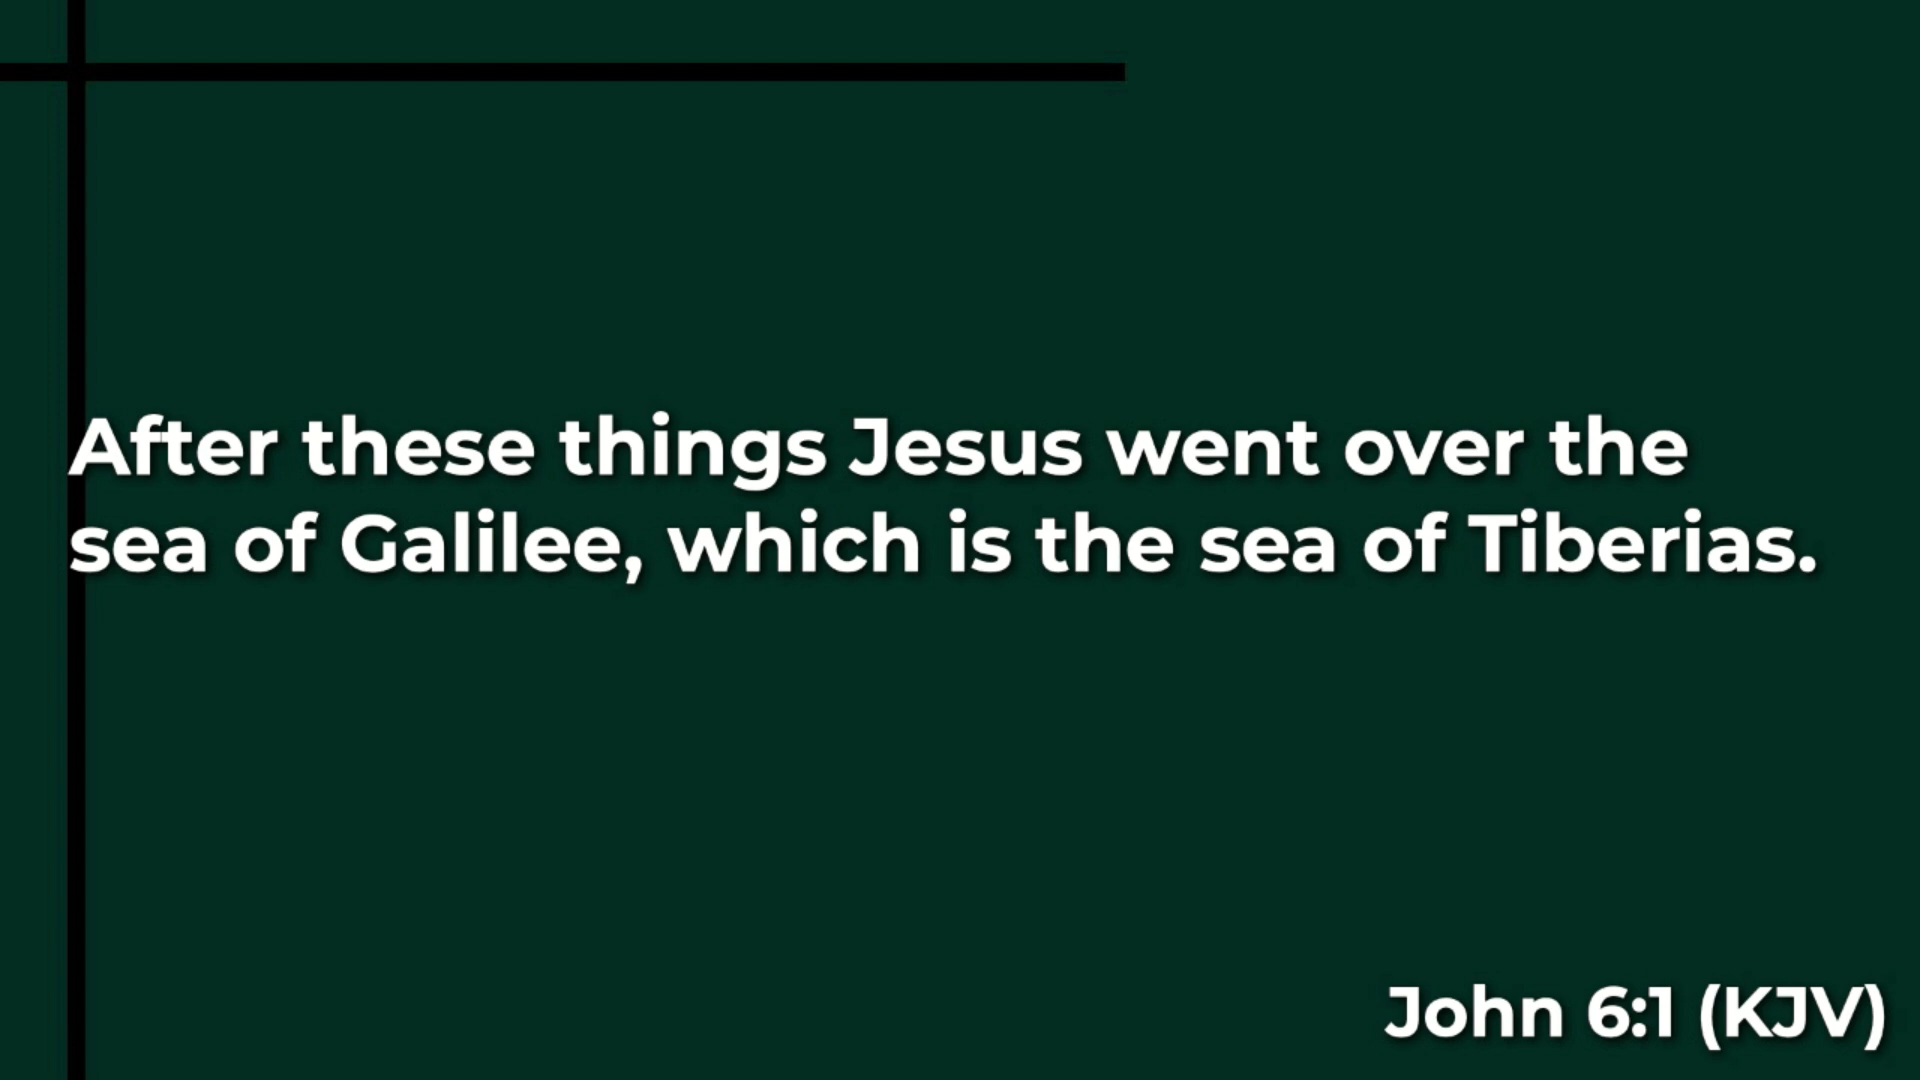 After these things Jesus went over the
sea of Galilee, which is the sea of Tiberias.
John 6:1 (KJV)